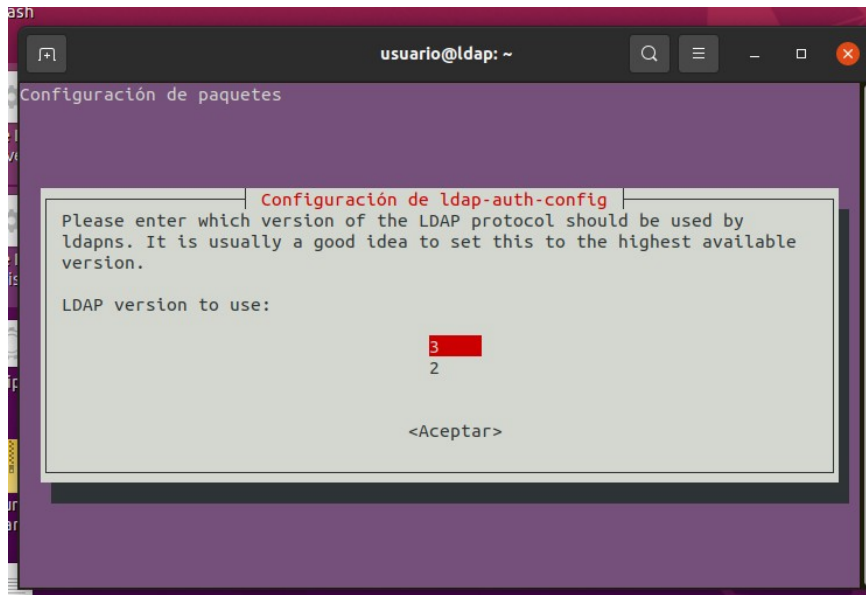 ash
usuario@ldap: ~
Configuración de paquetes
Configuración de ldap-auth-config
Please enter which version of the LDAP protocol should be used by
ldapns. It is usually a good idea to set this to the highest available
version.
LDAP version to use:
3
2
<Aceptar>